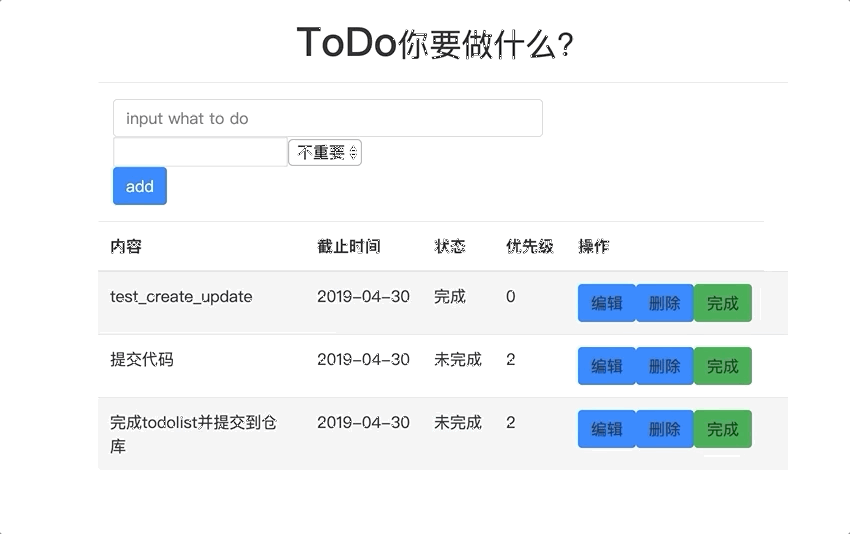 ToDo你要做什么?
input what to do
不重要
add
内容 截止时间 状态 优先级 操作
test_create_update 2019-04-30 完成 0 编辑 删除 完成
提交代码 2019-04-30 未完成 2 编辑 删除 完成
完成todolist并提交到仓 2019-04-30 未完成 2 编辑 删除 完成
库